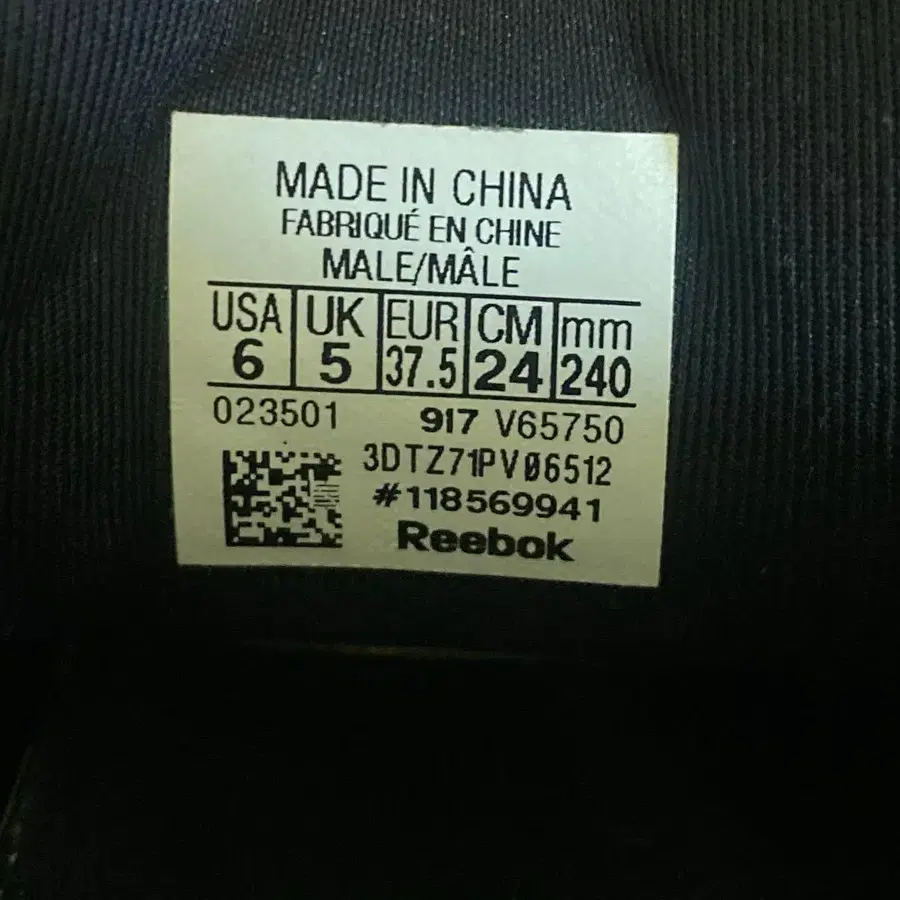 MADE IN CHINA
FABRIQUÉ EN CHINE
MALE/MÂLE
USA UK EUR CM mm
6 5 37.5 24 240
023501 917 V65750
3DTZ71PV06512
#118569941
Reebok